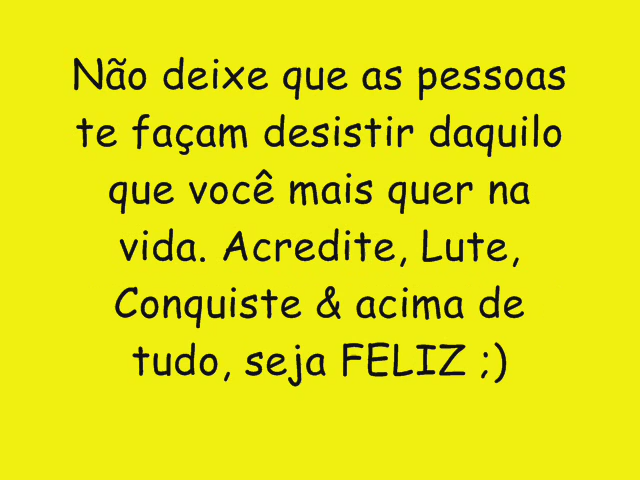 Não deixe que as pessoas
te façam desistir daquilo
que você mais quer na
vida. Acredite, Lute,
Conquiste & acima de
tudo, seja FELIZ ;)